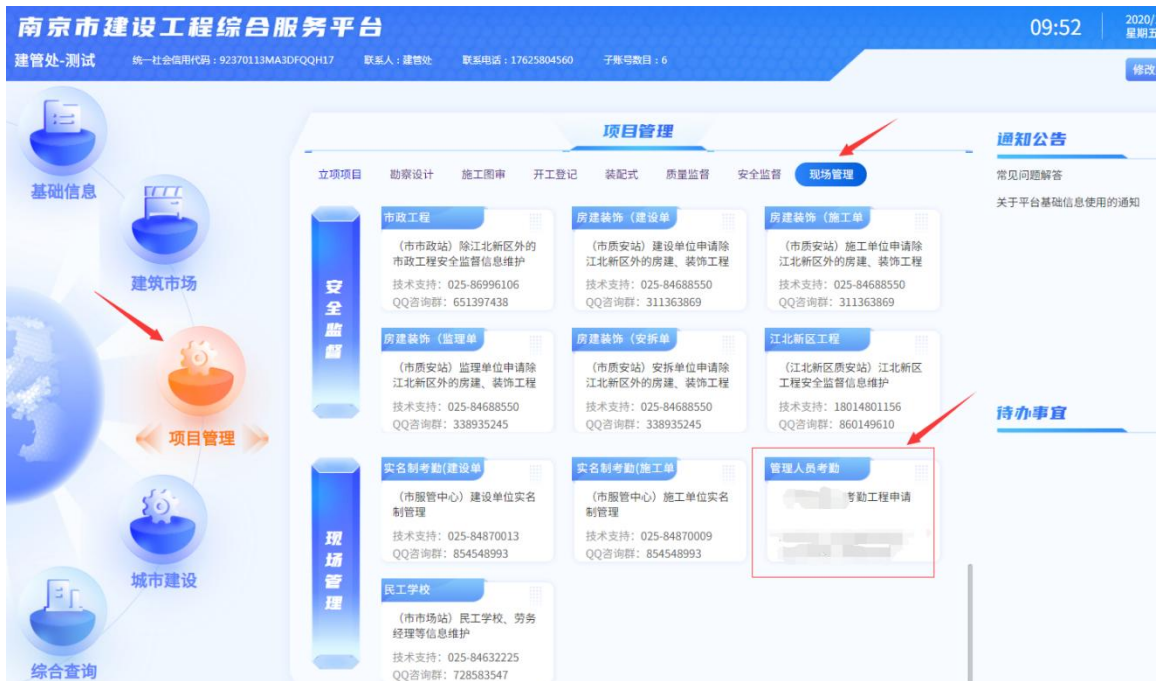 南京市建设工程综合服务平台
09:52
2020/
星期五
建管处-测试
统一社会信用代码：92370113MA3DFQQH17
联系人：建管处
联系电话：17625804560
子账号数目：6
修改
基础信息
建筑市场
项目管理
城市建设
综合查询
项目管理
立项项目
勘察设计
施工图审
开工登记
装配式
质量监督
安全监督
现场管理
安全监督
市政工程
（市市政站）除江北新区外的
市政工程安全监督信息维护
技术支持：025-86996106
QQ咨询群：651397438
房建装饰（建设单
（市质安站）建设单位申请除
江北新区外的房建、装饰工程
技术支持：025-84688550
QQ咨询群：311363869
房建装饰（施工单
（市质安站）施工单位申请除
江北新区外的房建、装饰工程
技术支持：025-84688550
QQ咨询群：311363869
房建装饰（监理单
（市质安站）监理单位申请除
江北新区外的房建、装饰工程
技术支持：025-84688550
QQ咨询群：338935245
房建装饰（安拆单
（市质安站）安拆单位申请除
江北新区外的房建、装饰工程
技术支持：025-84688550
QQ咨询群：338935245
江北新区工程
（江北新区质安站）江北新区
工程安全监督信息维护
技术支持：18014801156
QQ咨询群：860149610
现场管理
实名制考勤(建设单
（市服管中心）建设单位实名
制管理
技术支持：025-84870013
QQ咨询群：854548993
实名制考勤(施工单
（市服管中心）施工单位实名
制管理
技术支持：025-84870009
QQ咨询群：854548993
管理人员考勤
考勤工程申请
民工学校
（市市场站）民工学校、劳务
经理等信息维护
技术支持：025-84632225
QQ咨询群：728583547
通知公告
常见问题解答
关于平台基础信息使用的通知
待办事宜